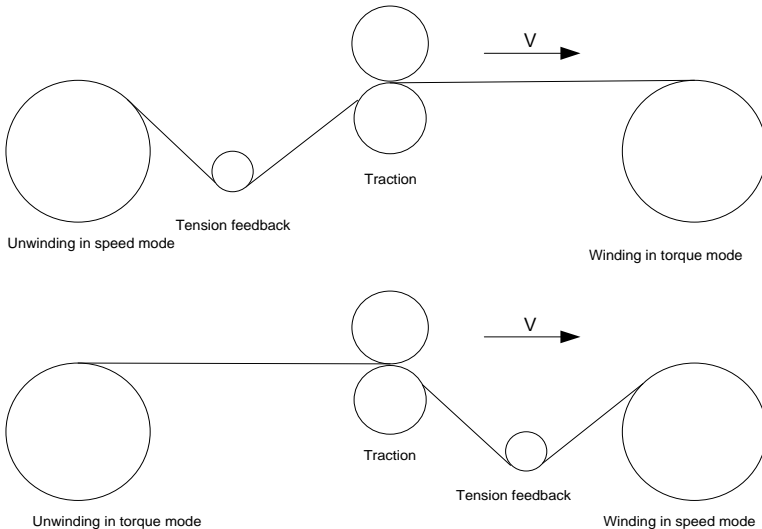 V
Traction
Tension feedback
Unwinding in speed mode
Winding in torque mode
V
Traction
Tension feedback
Unwinding in torque mode
Winding in speed mode